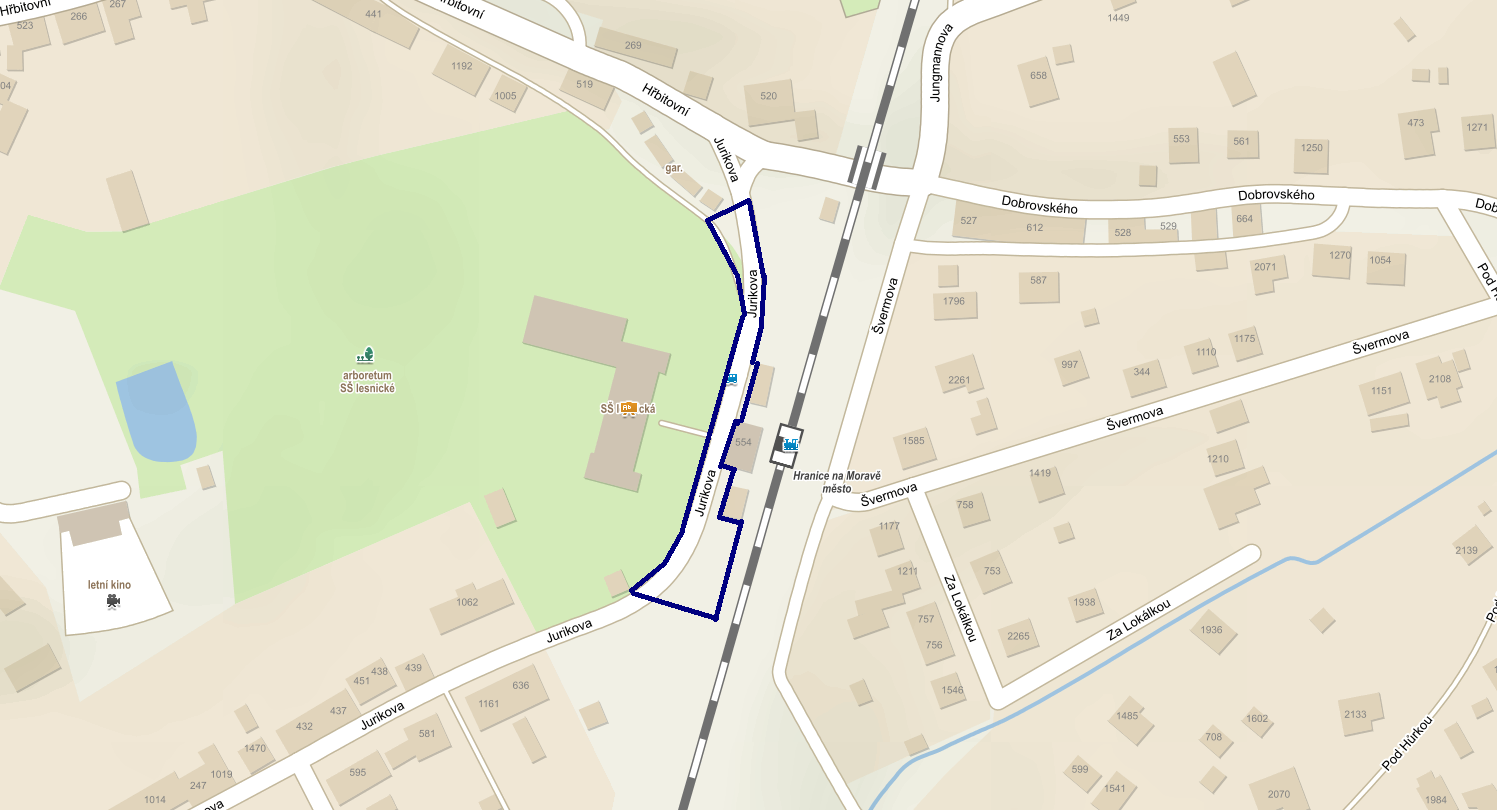 Hřbitovní
523
266
267
441
Hřbitovní
269
1449
1192
1005
519
Hřbitovní
520
658
Jungmannova
553
561
1250
473
1271
Jurikova
gar.
Dobrovského
Dobrovského
527
612
528
529
664
2071
1270
1054
587
1796
Švermova
Jurikova
arboretum
SŠ lesnické
997
344
1110
1175
Švermova
2261
1151
2108
Švermova
554
1585
Hranice na Moravě
město
Jurikova
Švermova
1419
1210
758
1177
2139
letní kino
1211
753
1062
757
756
1938
Za Lokálkou
Za Lokálkou
2265
1936
Jurikova
451
438
439
636
1161
1546
432
437
Jurikova
1485
1602
708
2133
Pod Hůrkou
1470
581
1019
595
247
1014
599
1541
2070
1984